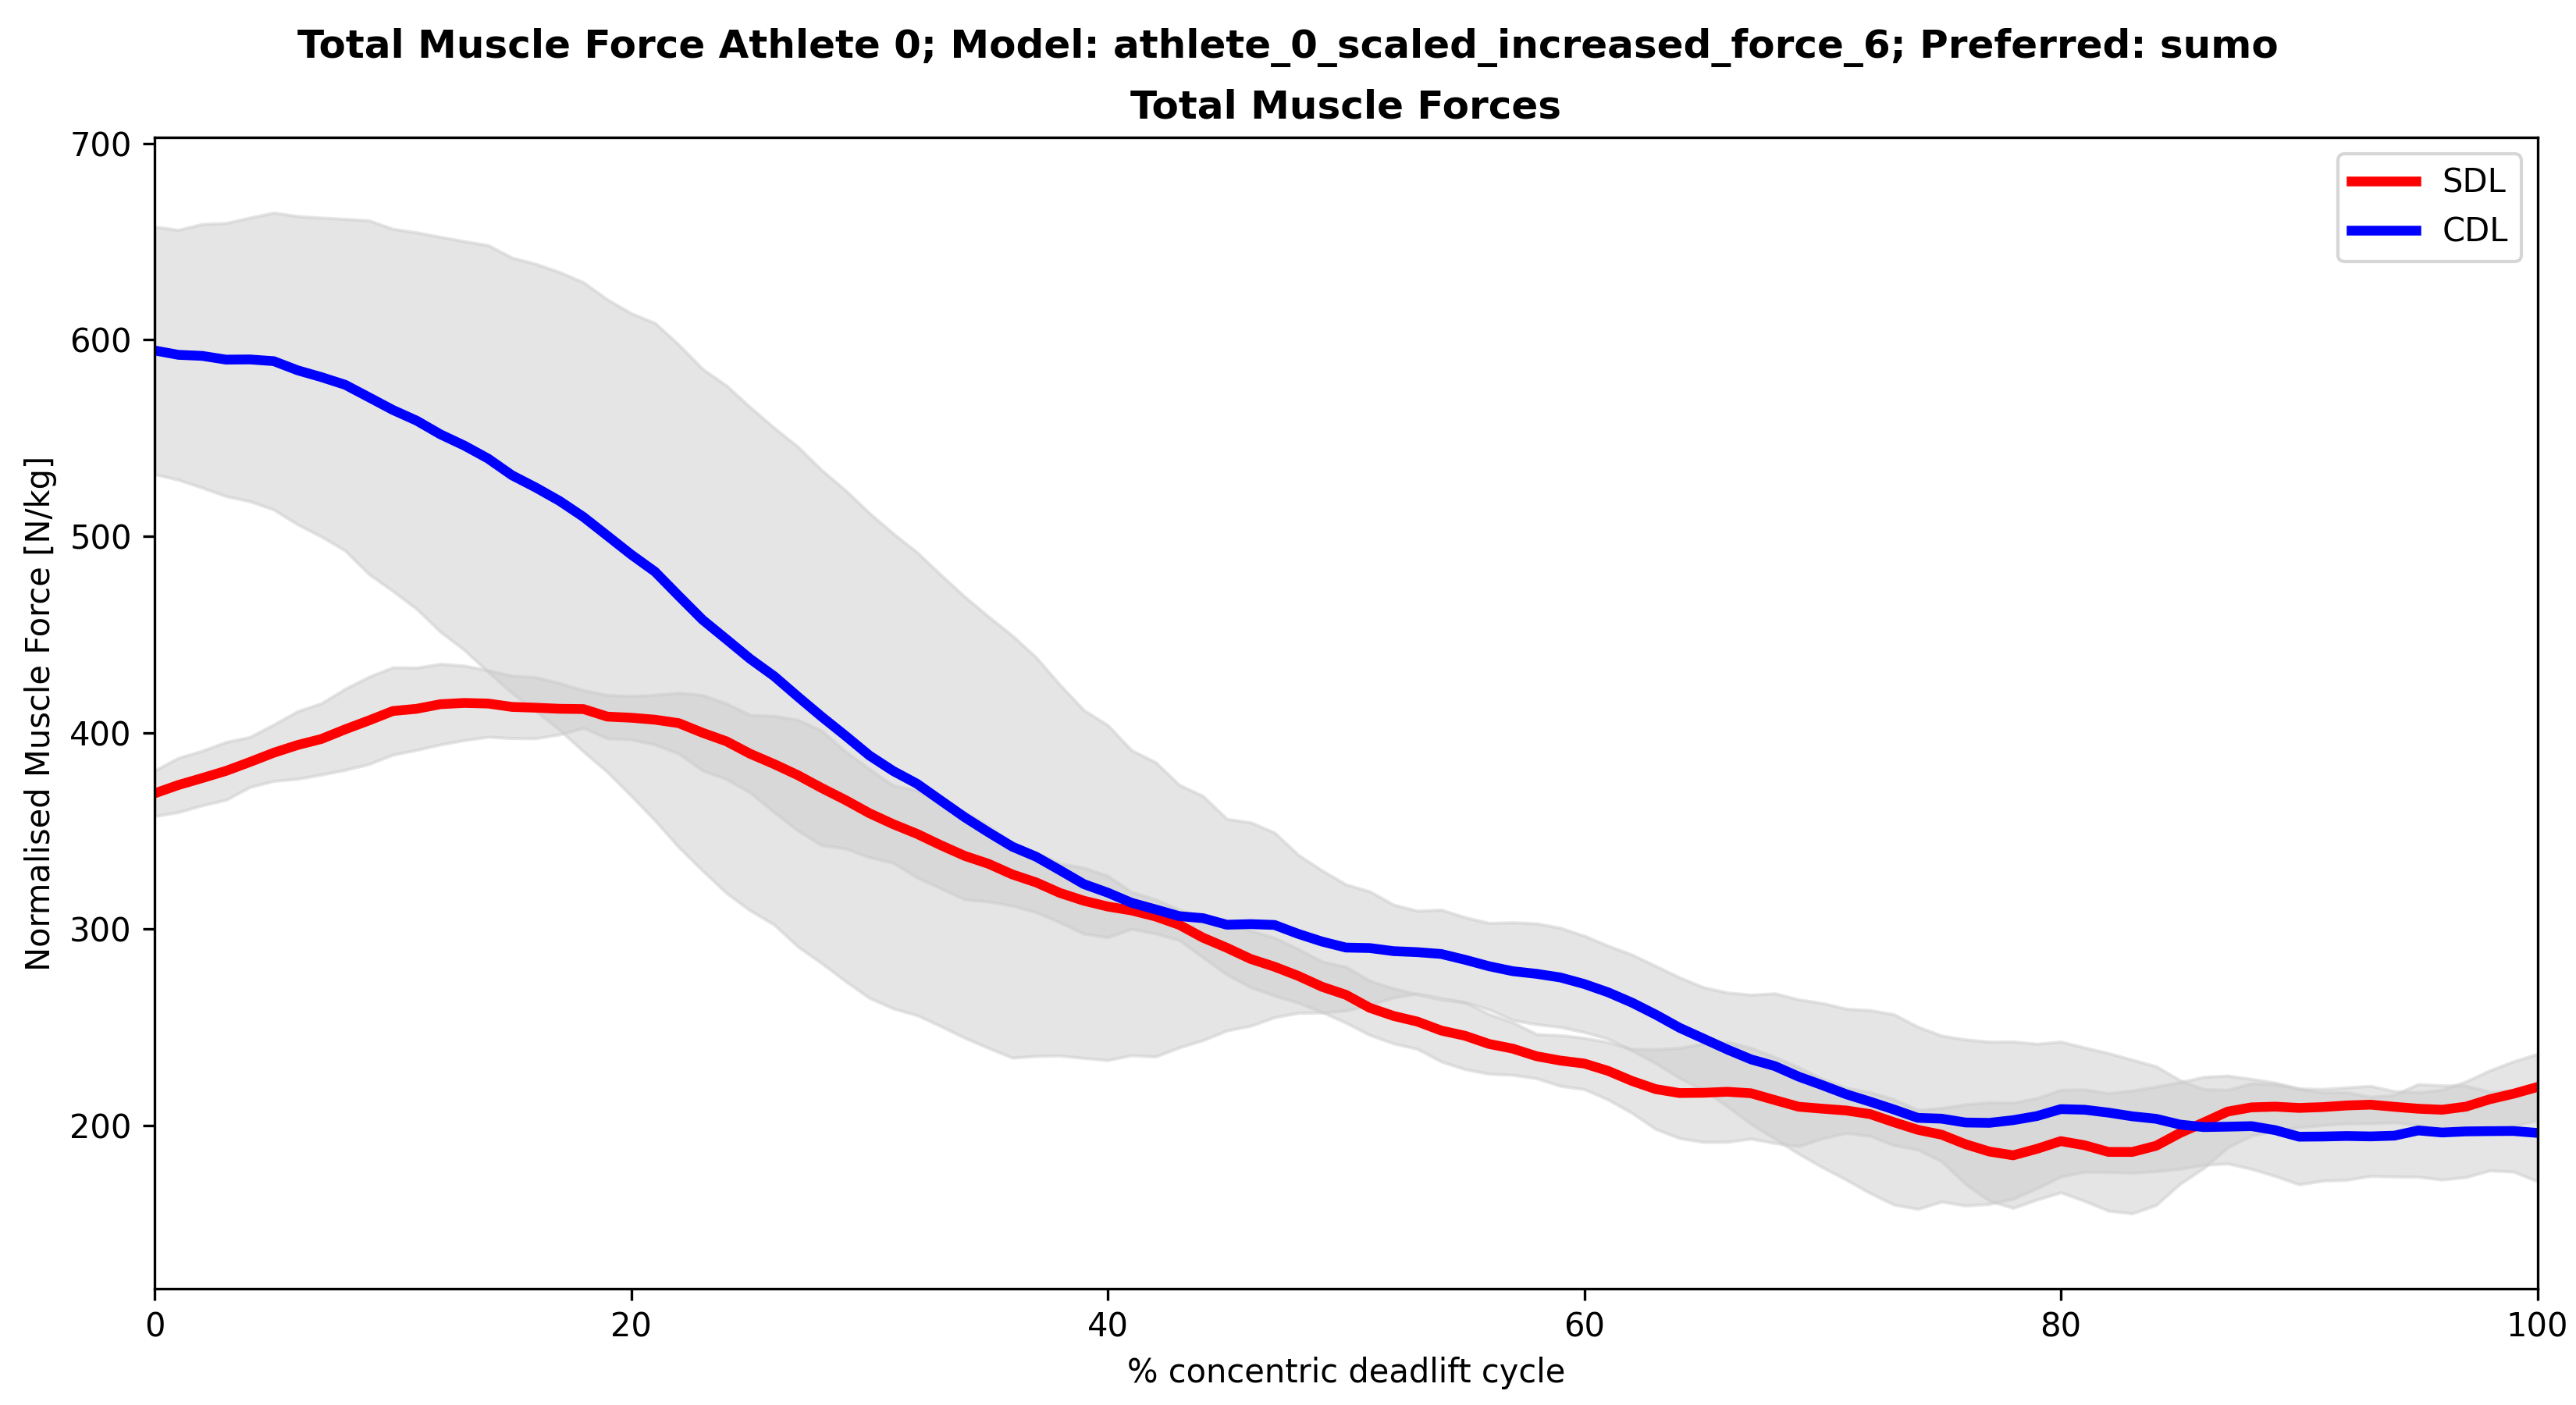 Total Muscle Force Athlete 0; Model: athlete_0_scaled_increased_force_6; Preferred: sumo
Total Muscle Forces
700
600
500
400
300
200
Normalised Muscle Force [N/kg]
SDL
CDL
0 20 40 60 80 100
% concentric deadlift cycle